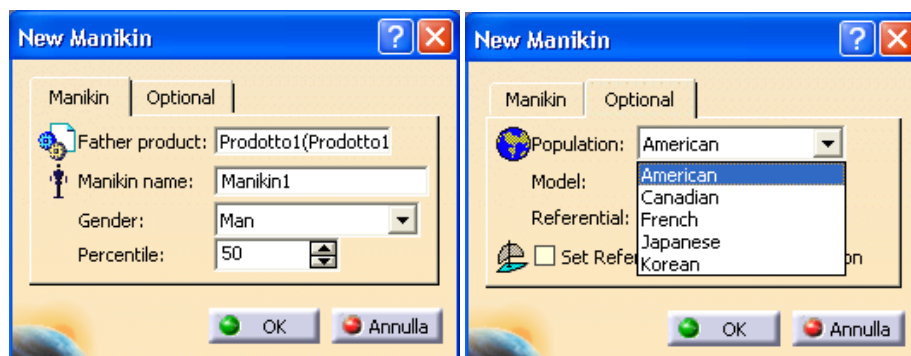 New Manikin
Manikin Optional
Father product: Prodotto1(Prodotto1
Manikin name: Manikin1
Gender: Man
Percentile: 50
OK Annulla
New Manikin
Manikin Optional
Population: American
American
Model:
Canadian
Referential: French
Japanese
Set Refe on
Korean
OK Annulla